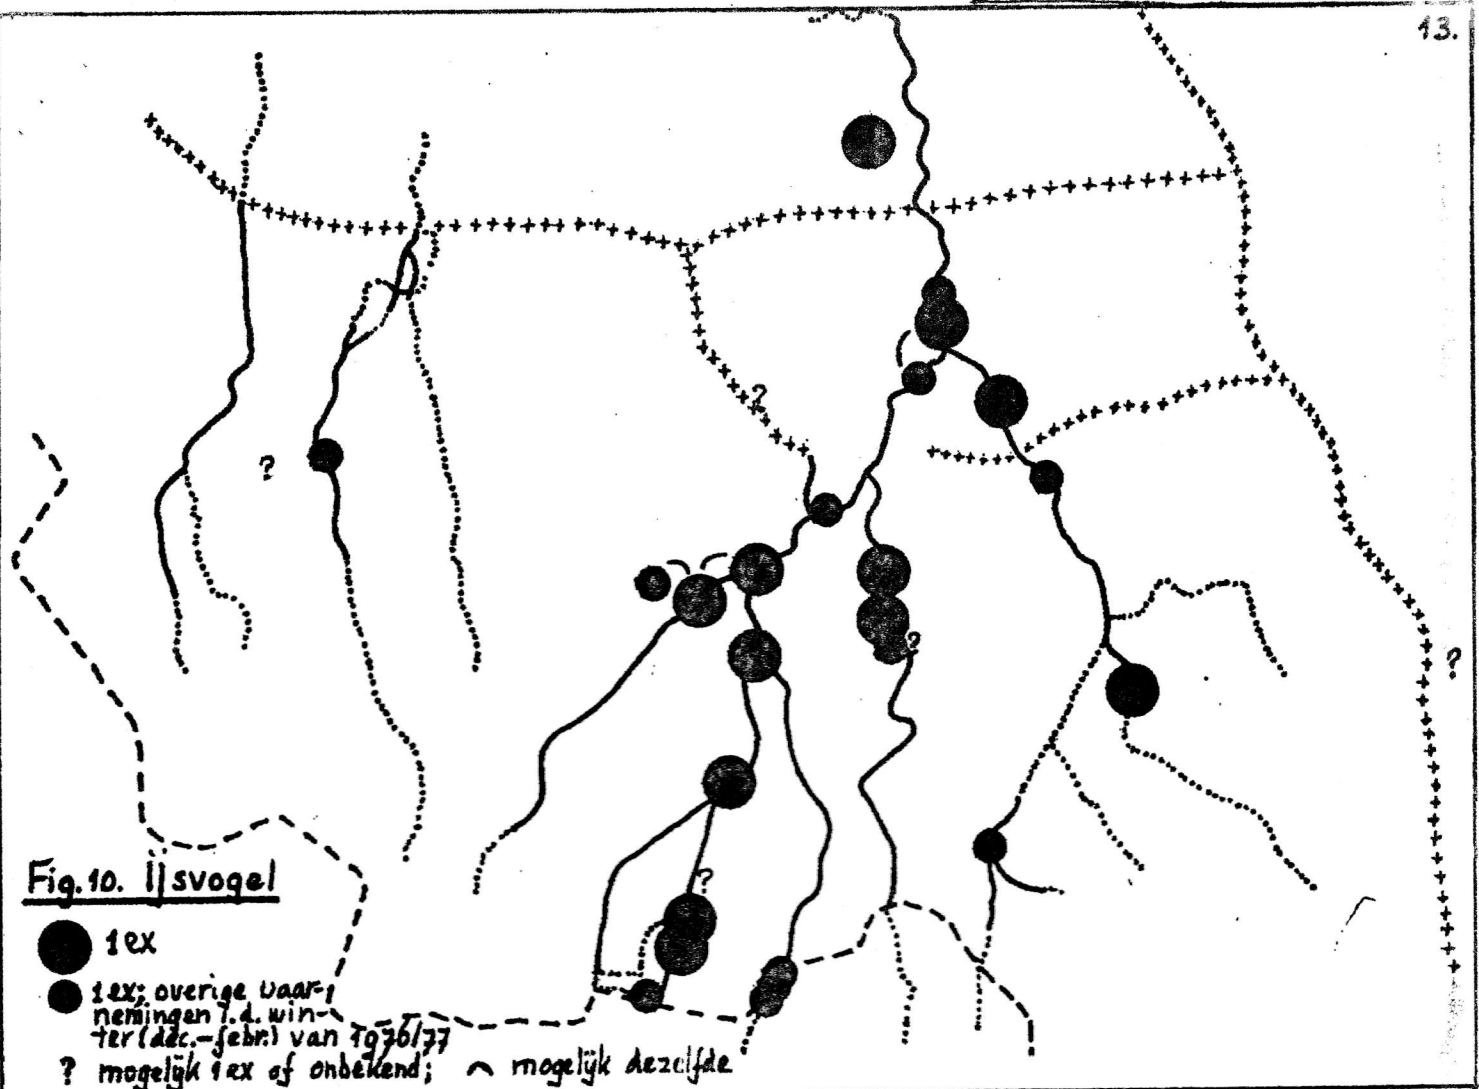 13.
?
?
?
?
?
Fig.10. IJsvogel
1ex
1ex; overige waar-
nemingen i.d. win-
ter (dec.-febr.) van 1976/77
? mogelijk 1ex of onbekend; ⌒ mogelijk dezelfde